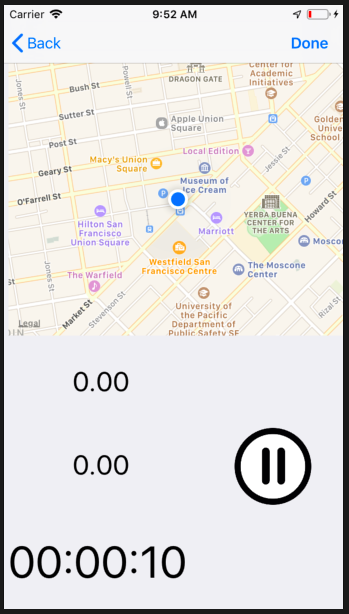 Carrier 9:52 AM
Back Done
Jones St
Bush St
Powell St
DRAGON GATE
Center for
Academic
Initiatives
Sutter St
Apple Union
Square
Golden
Unive
School
Post St
Local Edition
Macy's Union
Square
Jessie St
Geary St
Museum of
Ice Cream
O'Farrell St
Howard St
YERBA BUENA
CENTER FOR
THE ARTS
Hilton San
Francisco
Union Square
Marriott
Mosco
Jones St
Westfield San
Francisco Centre
The Moscone
Center
The Warfield
Market St
Stevenson St
University of
the Pacific
Department of
Public Safety SF
Rizal St
Legal
0.00
0.00
00:00:10